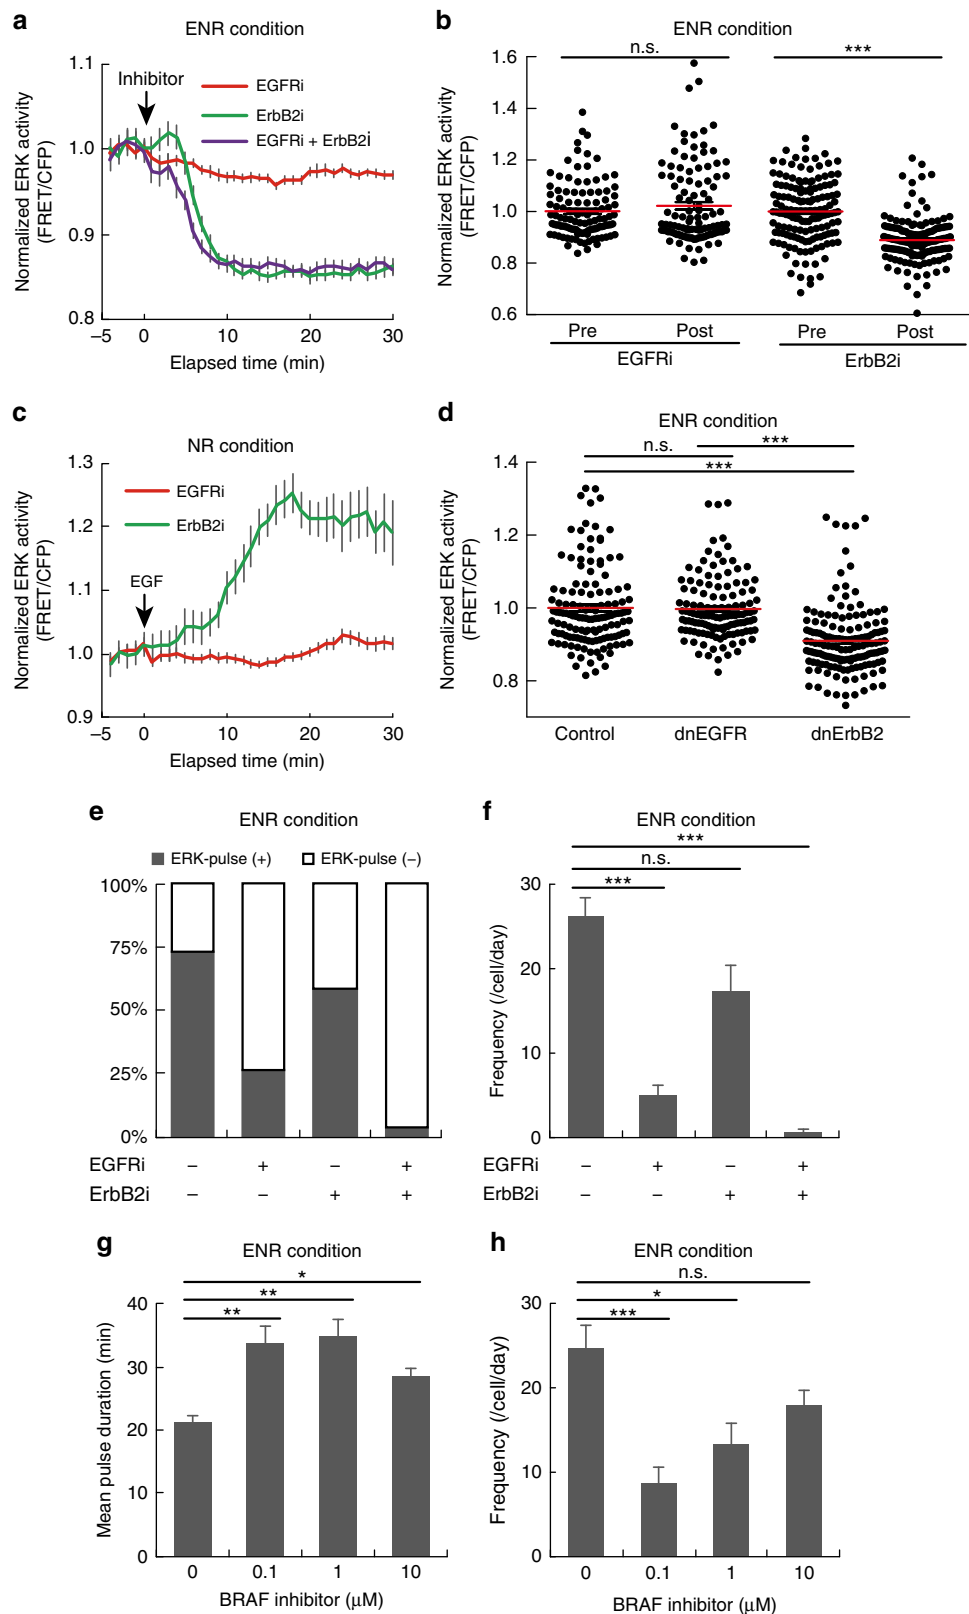 a
ENR condition
Normalized ERK activity
(FRET/CFP)
1.1
1.0
0.9
0.8
Inhibitor
EGFRi
ErbB2i
EGFRi + ErbB2i
–5 0 10 20 30
Elapsed time (min)
b
ENR condition
n.s. ***
Normalized ERK activity
(FRET/CFP)
1.6
1.4
1.2
1.0
0.8
0.6
Pre Post Pre Post
EGFRi ErbB2i
c
NR condition
Normalized ERK activity
(FRET/CFP)
1.3
1.2
1.1
1.0
0.9
EGFRi
ErbB2i
EGF
–5 0 10 20 30
Elapsed time (min)
d
ENR condition
n.s. ***
***
Normalized ERK activity
(FRET/CFP)
1.4
1.2
1.0
0.8
Control dnEGFR dnErbB2
e
ENR condition
ERK-pulse (+) ERK-pulse (–)
100%
75%
50%
25%
0%
EGFRi – + – +
ErbB2i – – + +
f
ENR condition
***
n.s.
***
Frequency (/cell/day)
30
20
10
0
EGFRi – + – +
ErbB2i – – + +
g
ENR condition
*
**
**
Mean pulse duration (min)
40
30
20
10
0
0 0.1 1 10
BRAF inhibitor (μM)
h
ENR condition
n.s.
*
***
Frequency (/cell/day)
30
20
10
0
0 0.1 1 10
BRAF inhibitor (μM)